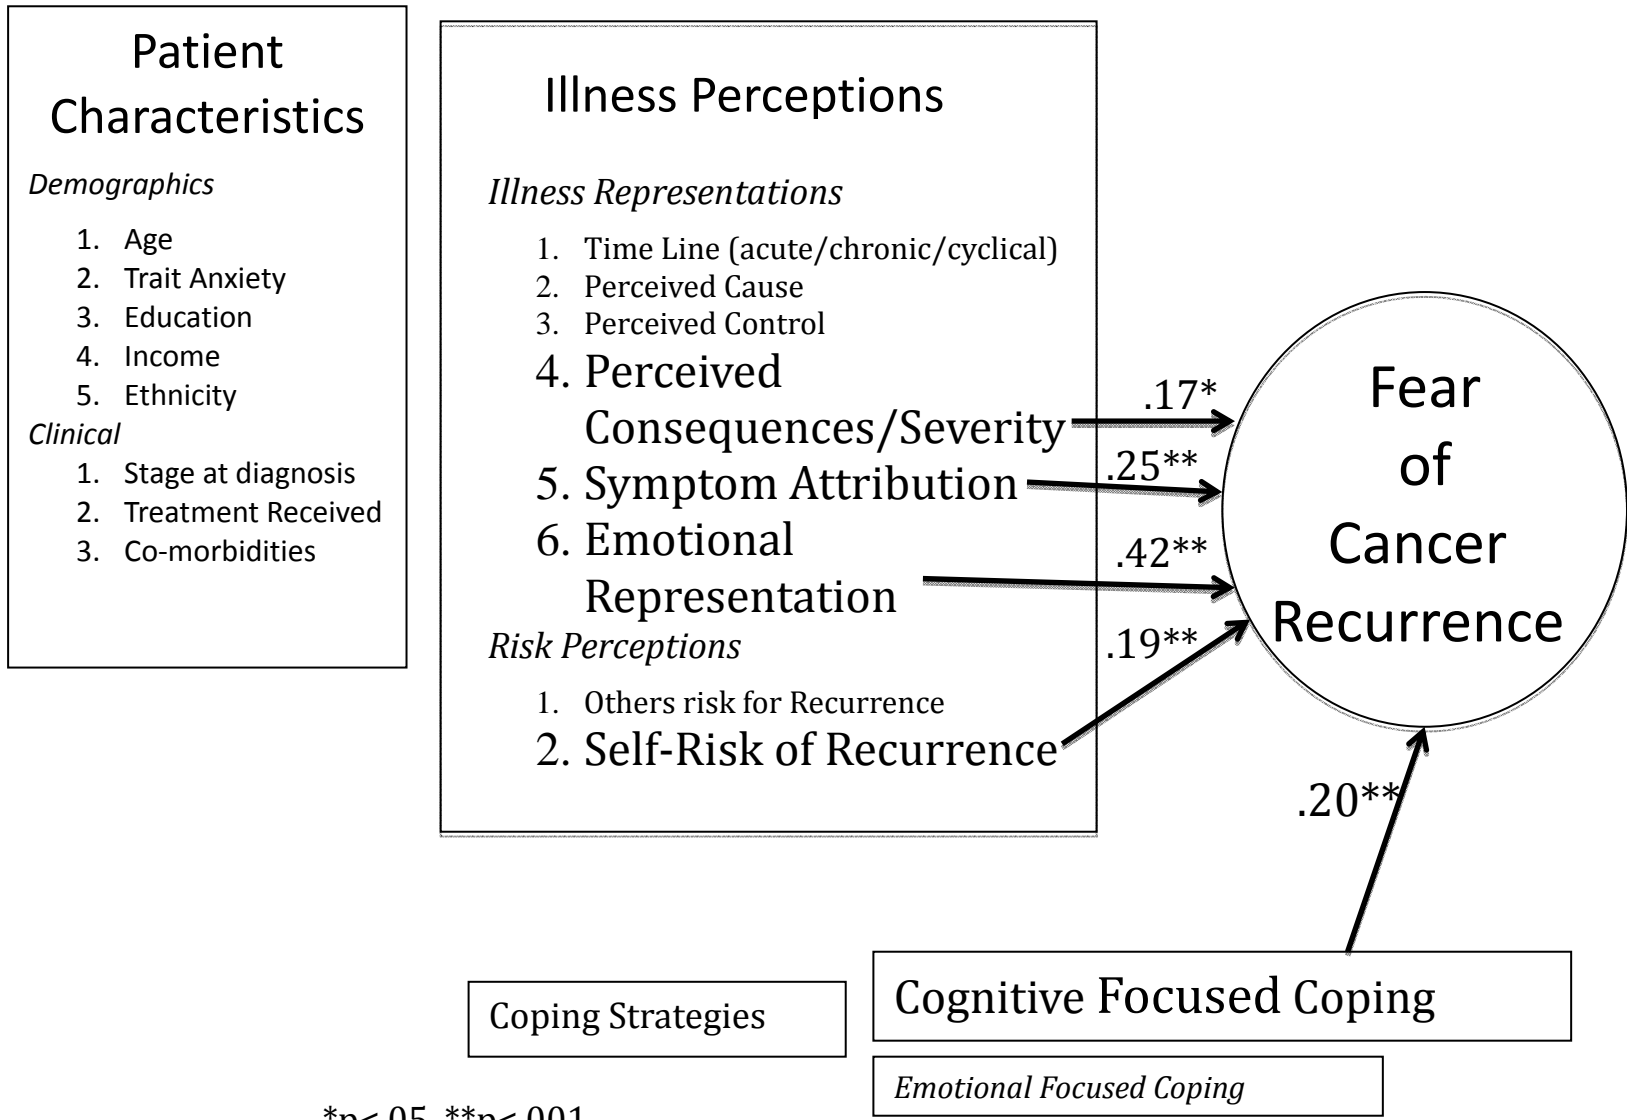 Patient
Characteristics
Demographics
1. Age
2. Trait Anxiety
3. Education
4. Income
5. Ethnicity
Clinical
1. Stage at diagnosis
2. Treatment Received
3. Co-morbidities
Illness Perceptions
Illness Representations
1. Time Line (acute/chronic/cyclical)
2. Perceived Cause
3. Perceived Control
4. Perceived
Consequences/Severity
5. Symptom Attribution
6. Emotional
Representation
Risk Perceptions
1. Others risk for Recurrence
2. Self-Risk of Recurrence
.17*
.25**
.42**
.19**
Fear
of
Cancer
Recurrence
.20**
Coping Strategies
Cognitive Focused Coping
Emotional Focused Coping
*p<.05, **p<.001